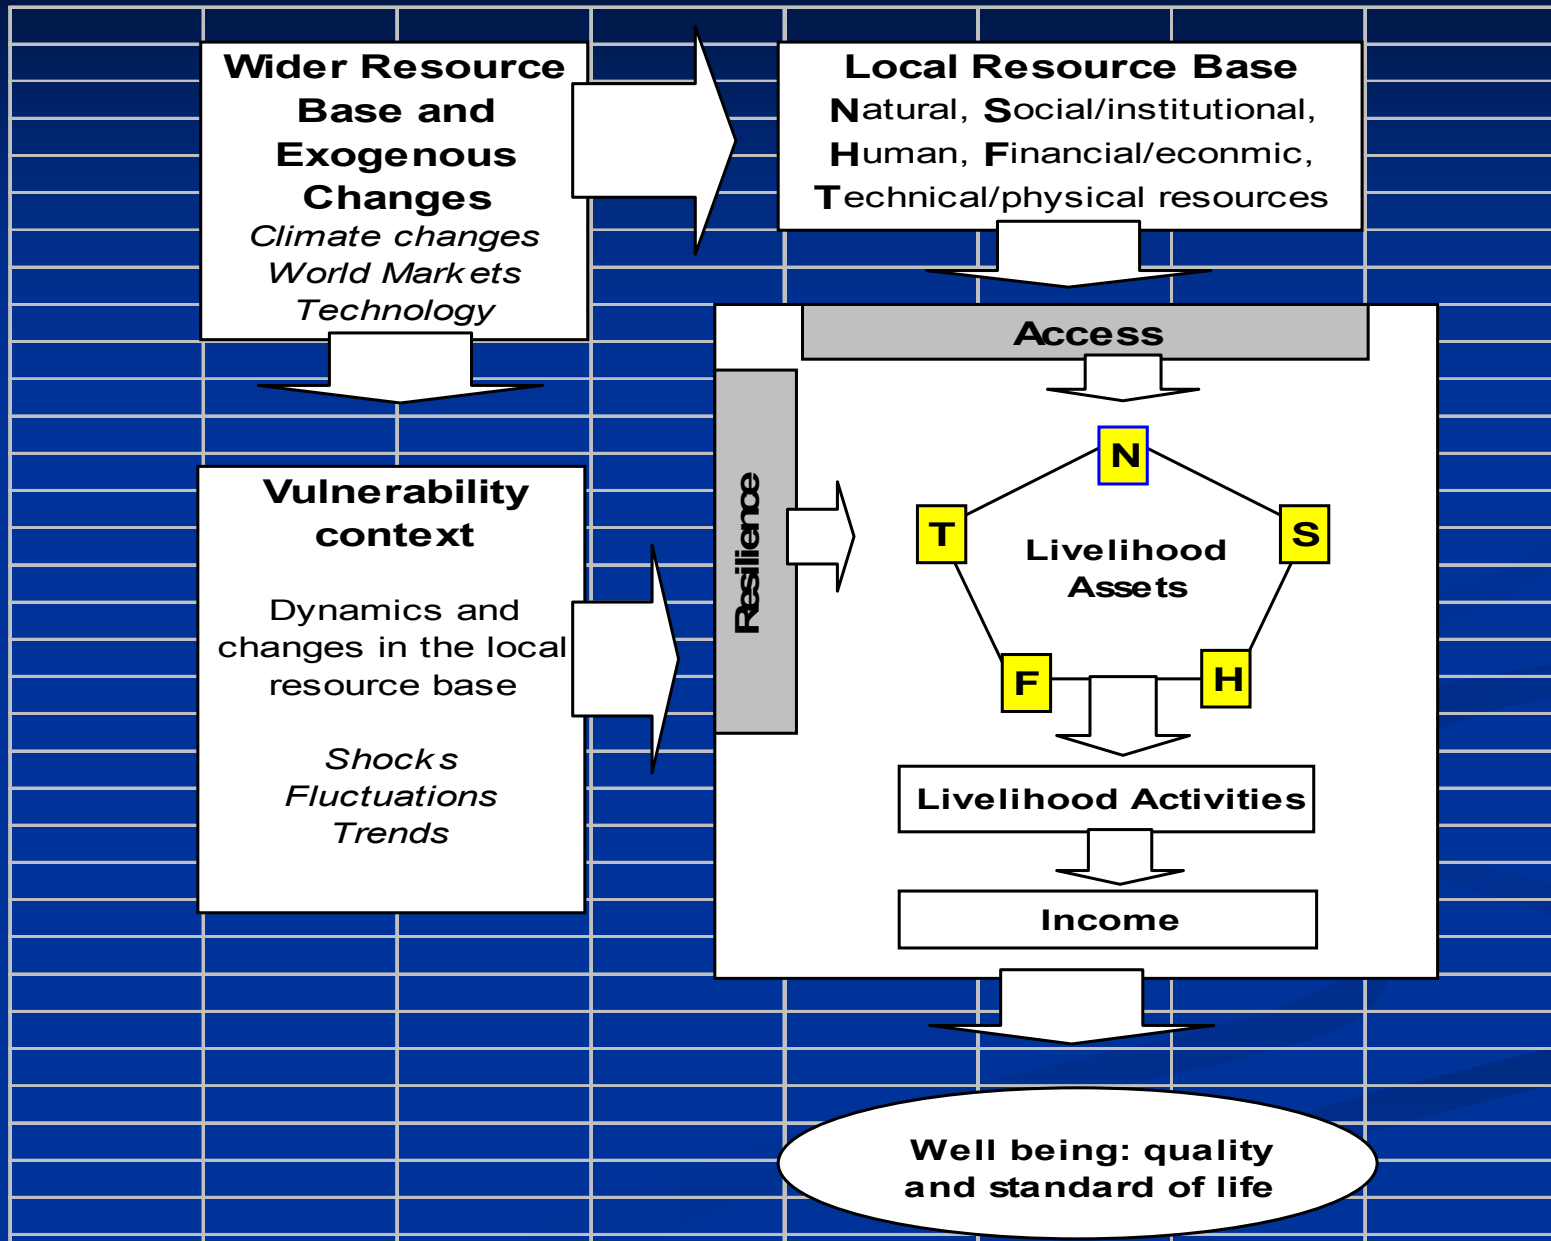 Wider Resource
Base and
Exogenous
Changes
Climate changes
World Markets
Technology
Local Resource Base
Natural, Social/institutional,
Human, Financial/econmic,
Technical/physical resources
Access
Vulnerability
context
Dynamics and
changes in the local
resource base
Shocks
Fluctuations
Trends
Resilience
N
T
S
Livelihood
Assets
F
H
Livelihood Activities
Income
Well being: quality
and standard of life